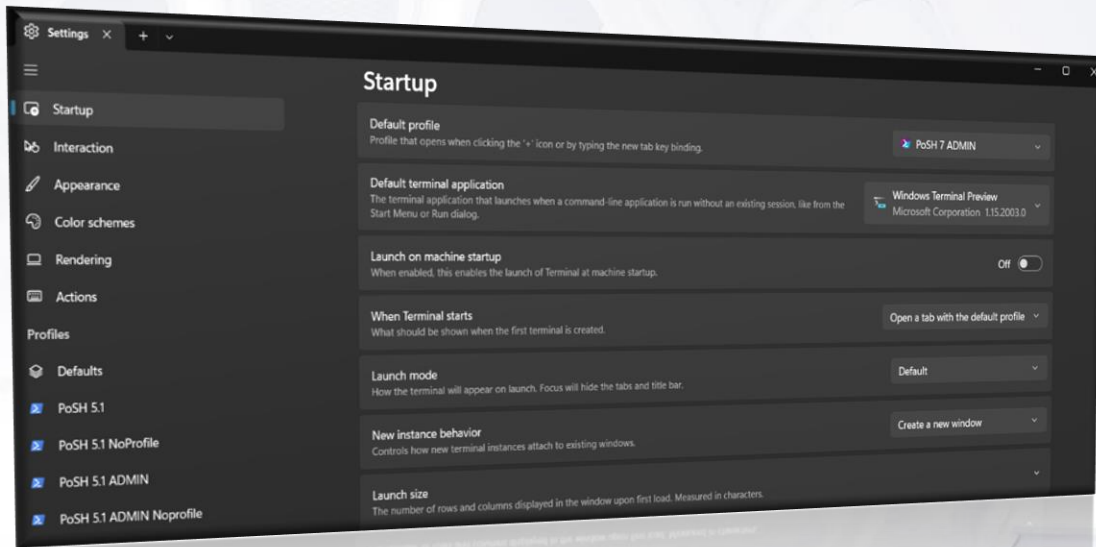 Settings
Startup
Interaction
Appearance
Color schemes
Rendering
Actions
Profiles
Defaults
PoSH 5.1
PoSH 5.1 NoProfile
PoSH 5.1 ADMIN
PoSH 5.1 ADMIN Noprofile
Startup
Default profile
Profile that opens when clicking the '+' icon or by typing the new tab key binding.
PoSH 7 ADMIN
Default terminal application
The terminal application that launches when a command-line application is run without an existing session, like from the
Start Menu or Run dialog.
Windows Terminal Preview
Microsoft Corporation 1.15.2003.0
Launch on machine startup
When enabled, this enables the launch of Terminal at machine startup.
Off
When Terminal starts
What should be shown when the first terminal is created.
Open a tab with the default profile
Launch mode
How the terminal will appear on launch. Focus will hide the tabs and title bar.
Default
New instance behavior
Controls how new terminal instances attach to existing windows.
Create a new window
Launch size
The number of rows and columns displayed in the window upon first load. Measured in characters.